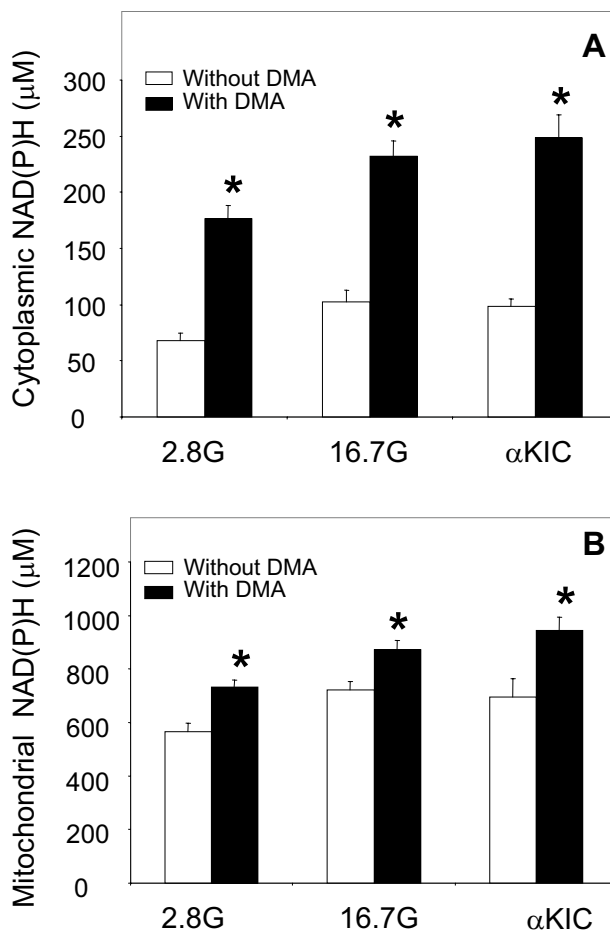 A
Cytoplasmic NAD(P)H (μM)
300
250
200
150
100
50
0
Without DMA
With DMA
*
*
*
2.8G
16.7G
αKIC
B
Mitochondrial NAD(P)H (μM)
1200
1000
800
600
400
200
0
Without DMA
With DMA
*
*
*
2.8G
16.7G
αKIC